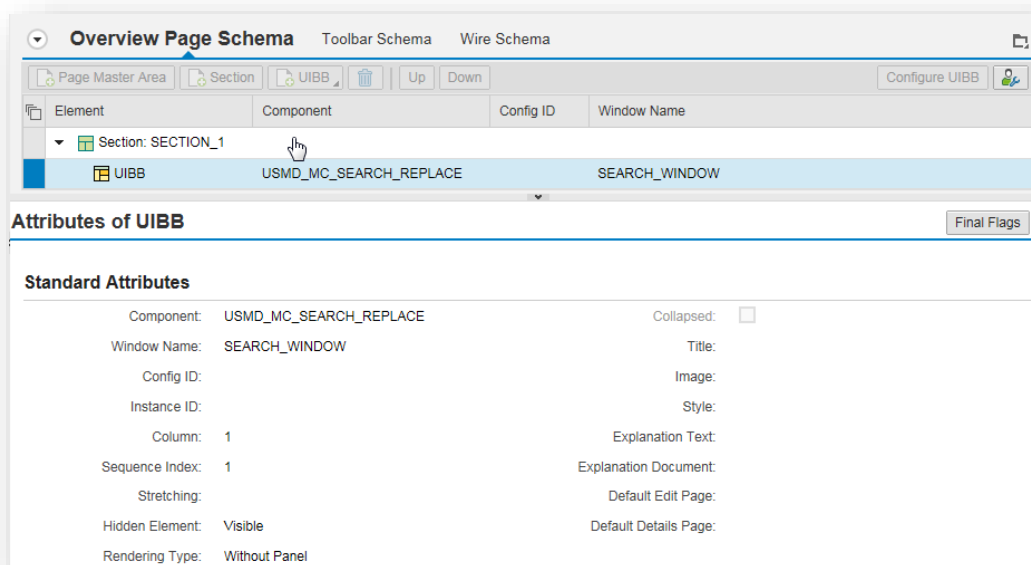 Overview Page Schema Toolbar Schema Wire Schema
Page Master Area Section UIBB Up Down Configure UIBB
Element Component Config ID Window Name
Section: SECTION_1
UIBB USMD_MC_SEARCH_REPLACE SEARCH_WINDOW
Attributes of UIBB Final Flags
Standard Attributes
Component: USMD_MC_SEARCH_REPLACE Collapsed:
Window Name: SEARCH_WINDOW Title:
Config ID: Image:
Instance ID: Style:
Column: 1 Explanation Text:
Sequence Index: 1 Explanation Document:
Stretching: Default Edit Page:
Hidden Element: Visible Default Details Page:
Rendering Type: Without Panel